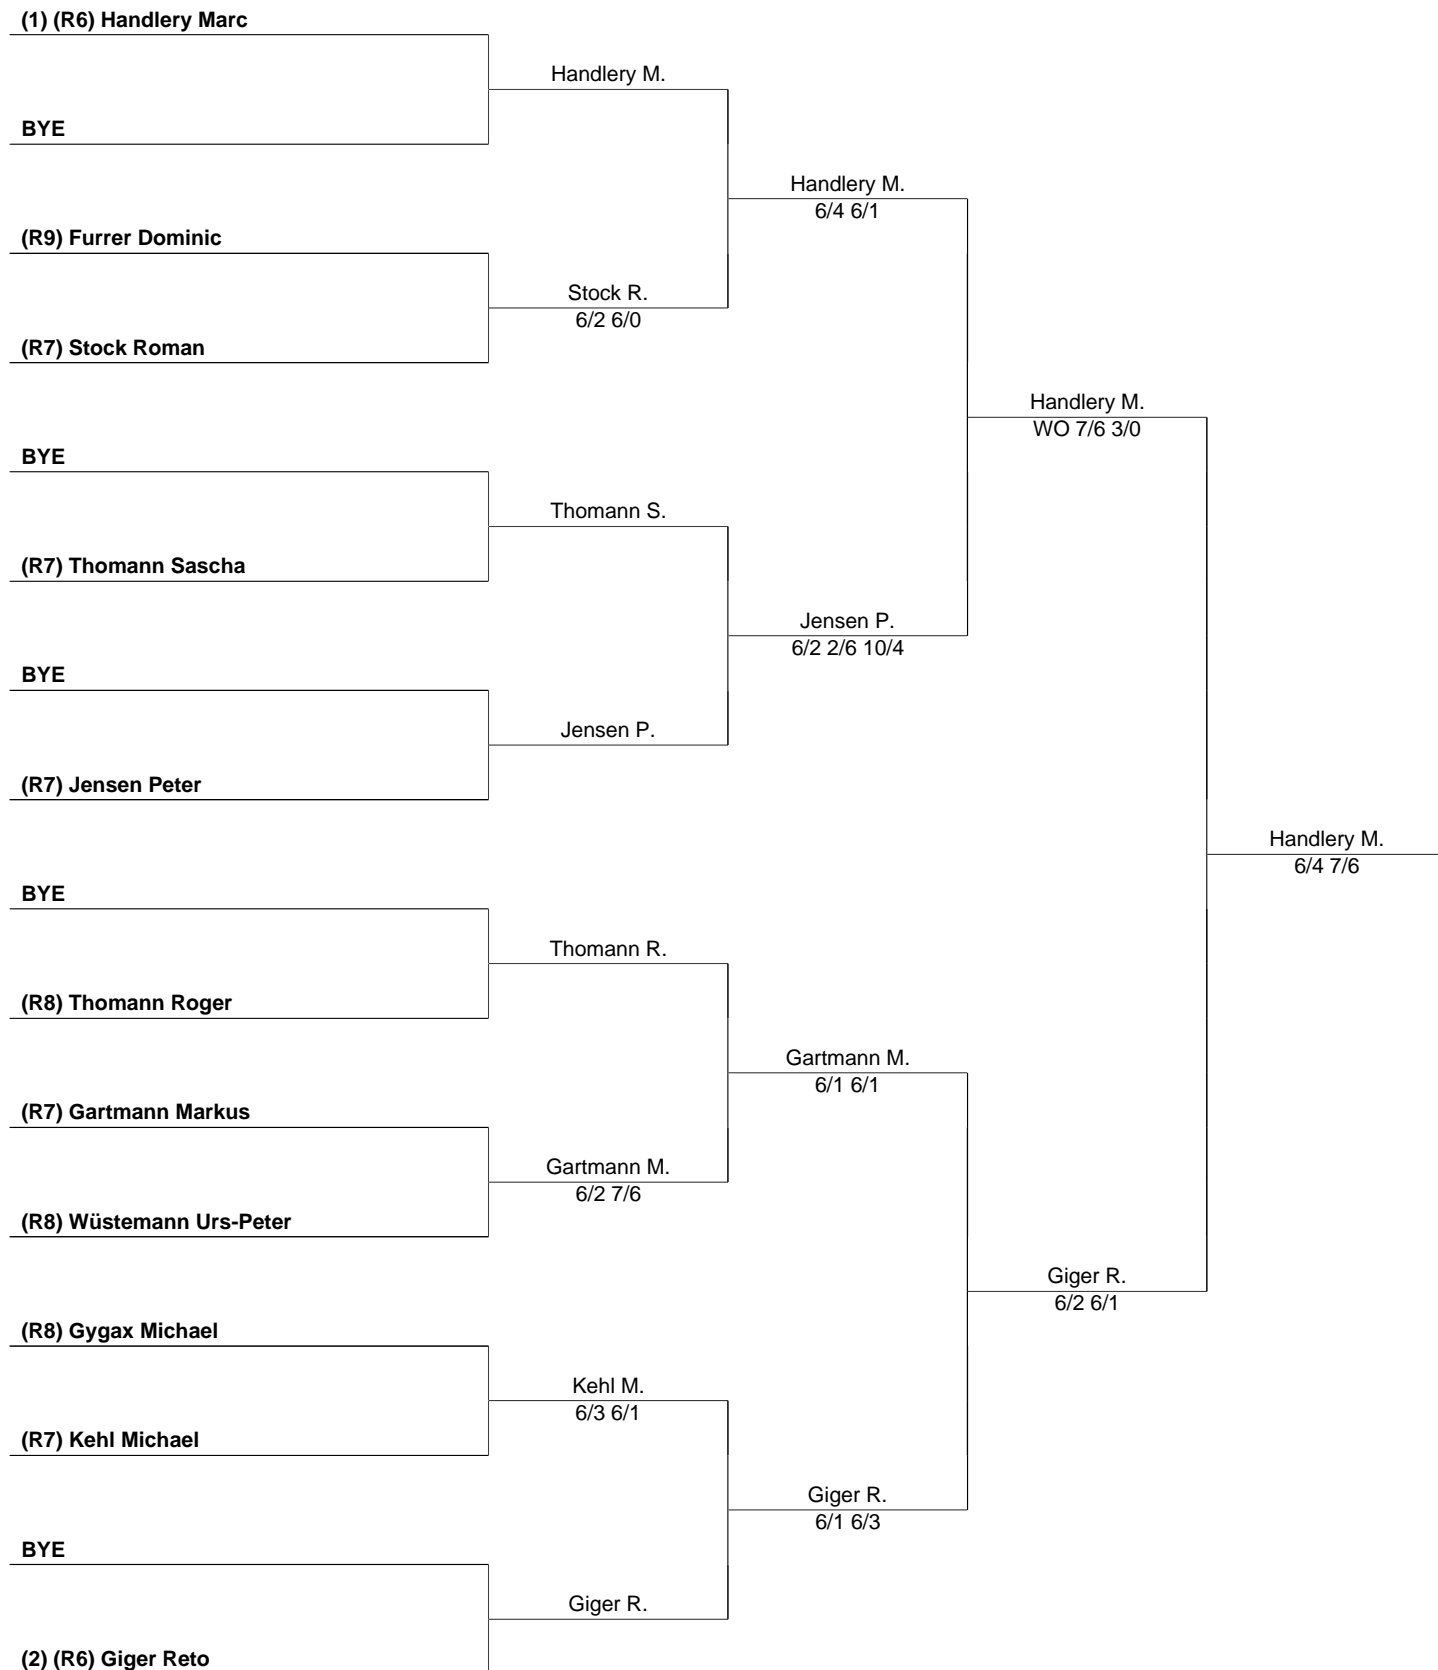 (1) (R6) Handlery Marc
Handlery M.
BYE
Handlery M.
6/4 6/1
(R9) Furrer Dominic
Stock R.
6/2 6/0
(R7) Stock Roman
Handlery M.
WO 7/6 3/0
BYE
Thomann S.
(R7) Thomann Sascha
Jensen P.
6/2 2/6 10/4
BYE
Jensen P.
(R7) Jensen Peter
Handlery M.
6/4 7/6
BYE
Thomann R.
(R8) Thomann Roger
Gartmann M.
6/1 6/1
(R7) Gartmann Markus
Gartmann M.
6/2 7/6
(R8) Wüstemann Urs-Peter
Giger R.
6/2 6/1
(R8) Gygax Michael
Kehl M.
6/3 6/1
(R7) Kehl Michael
Giger R.
6/1 6/3
BYE
Giger R.
(2) (R6) Giger Reto